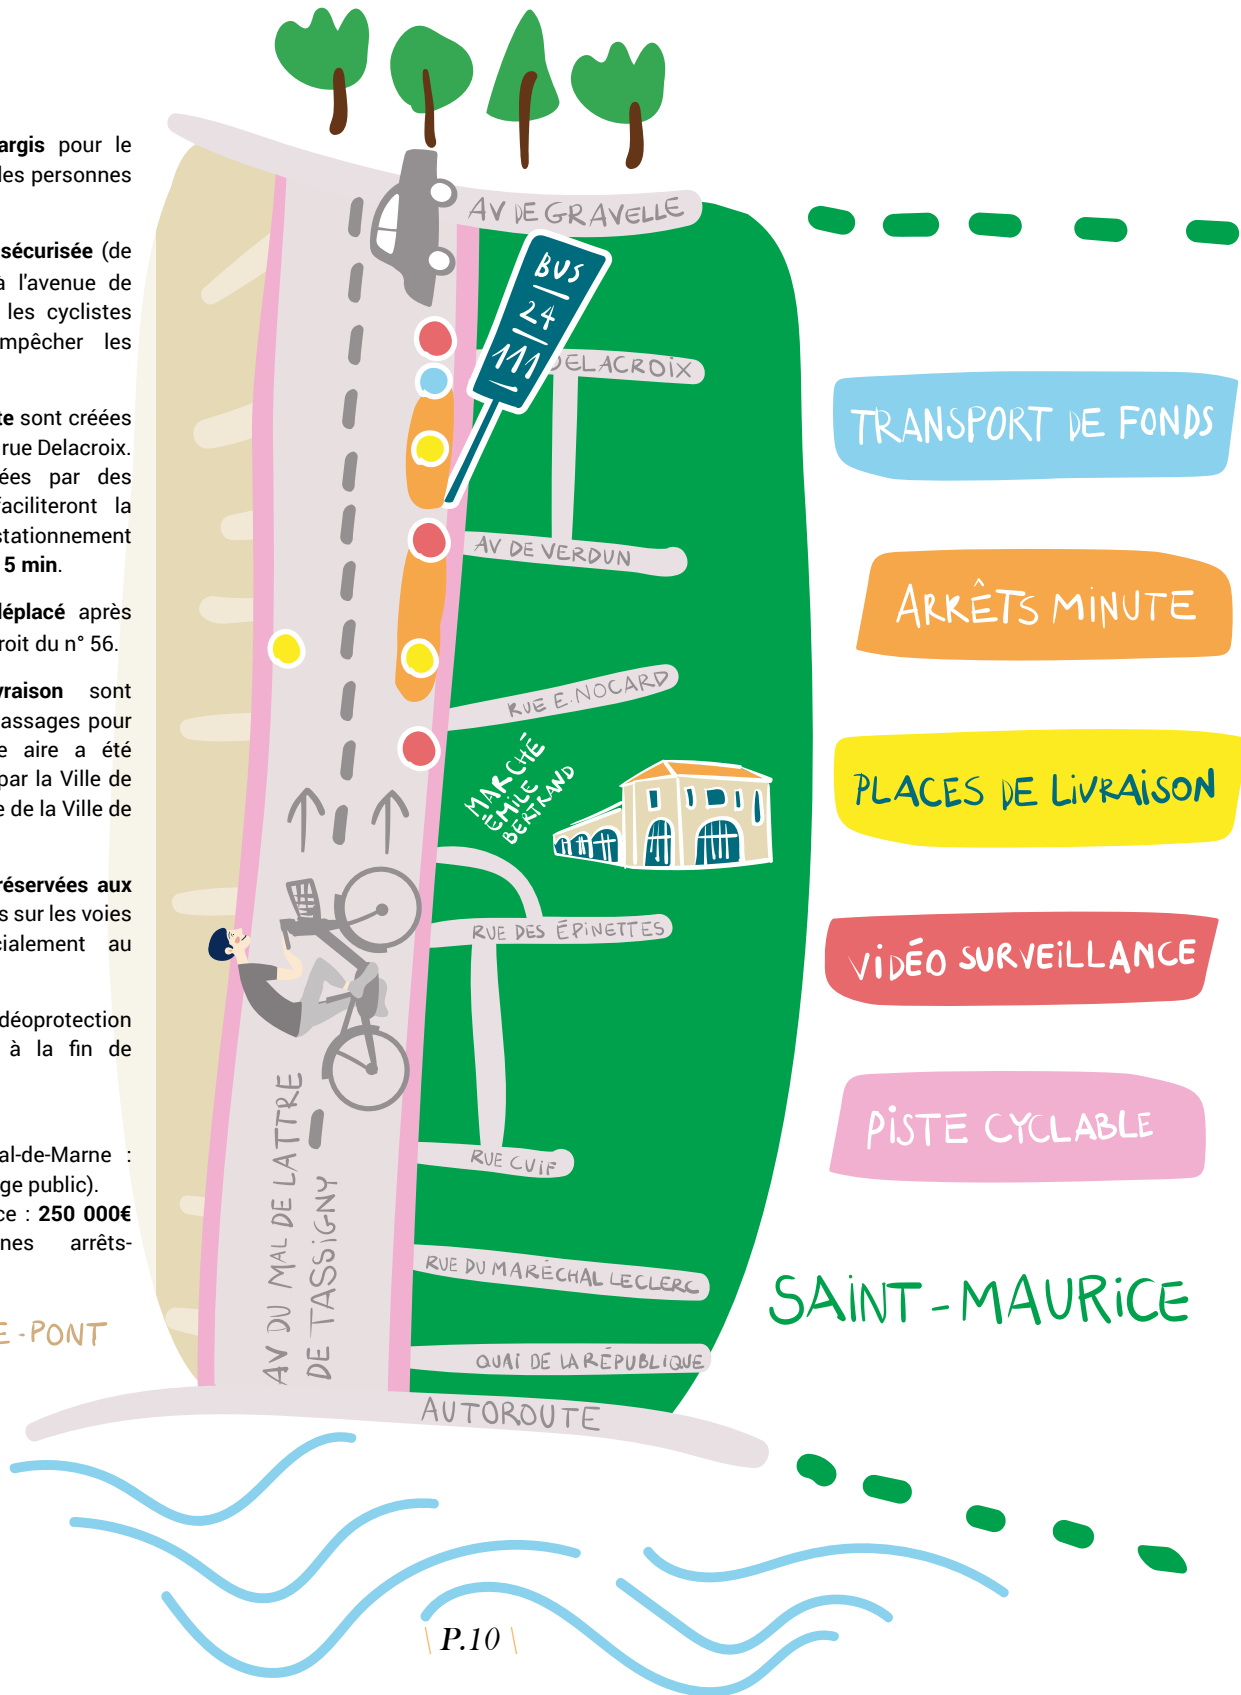 argis pour le
des personnes
sécurisée (de
à l'avenue de
les cyclistes
mpêcher les
te sont créées
rue Delacroix.
ées par des
faciliteront la
stationnement
5 min.
déplacé après
roit du n° 56.
vraison sont
assages pour
e aire a été
par la Ville de
e de la Ville de
réservées aux
s sur les voies
cialement au
déoprotection
à la fin de
al-de-Marne :
ge public).
ce : 250 000€
nes arrêts-
E-PONT
AV DE GRAVELLE
BUS
24
111
DELACROIX
AV DE VERDUN
RUE E. NOCARD
MARCHÉ
ÉMILE
BERTRAND
RUE DES ÉPINETTES
RUE CUIF
AV DU MAL DE LATTRE
DE TASSIGNY
RUE DU MARÉCHAL LECLERC
QUAI DE LA RÉPUBLIQUE
AUTOROUTE
TRANSPORT DE FONDS
ARRÊTS MINUTE
PLACES DE LIVRAISON
VIDÉO SURVEILLANCE
PISTE CYCLABLE
SAINT-MAURICE
\ P.10 \